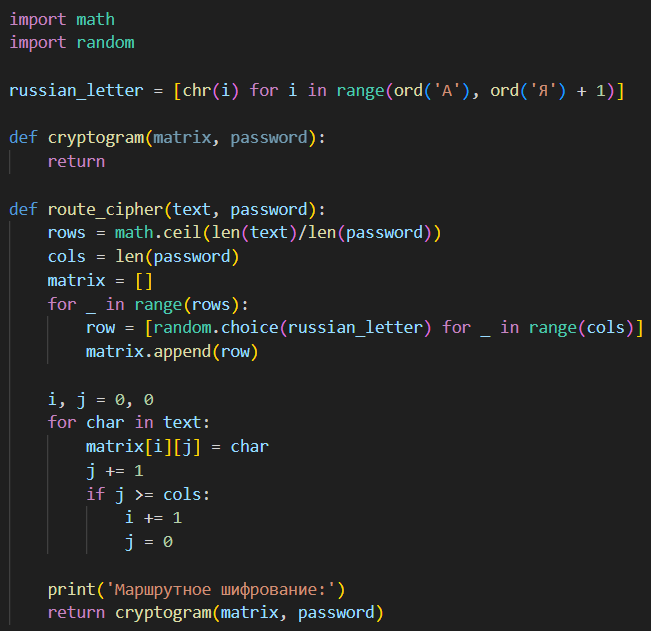 import math
import random

russian_letter = [chr(i) for i in range(ord('А'), ord('Я') + 1)]

def cryptogram(matrix, password):
    return

def route_cipher(text, password):
    rows = math.ceil(len(text)/len(password))
    cols = len(password)
    matrix = []
    for _ in range(rows):
        row = [random.choice(russian_letter) for _ in range(cols)]
        matrix.append(row)

    i, j = 0, 0
    for char in text:
        matrix[i][j] = char
        j += 1
        if j >= cols:
            i += 1
            j = 0

    print('Маршрутное шифрование:')
    return cryptogram(matrix, password)